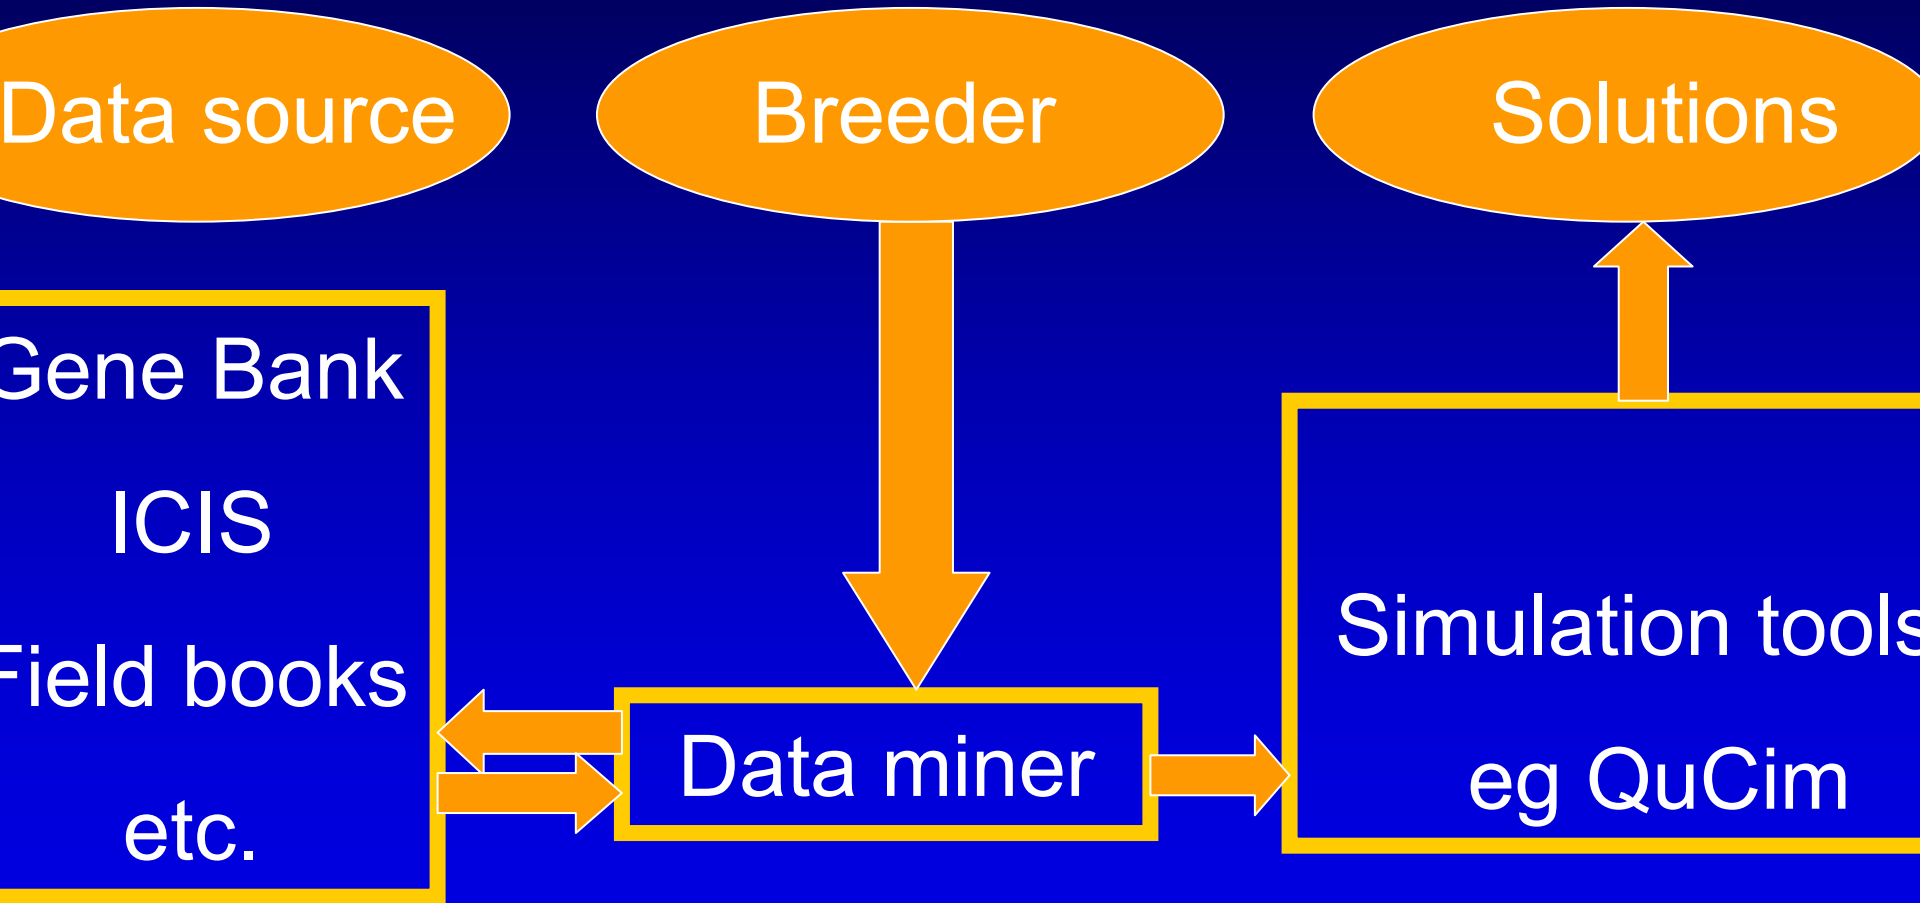 Data source
Breeder
Solutions
Gene Bank
ICIS
Field books
etc.
Data miner
Simulation tools
eg QuCim